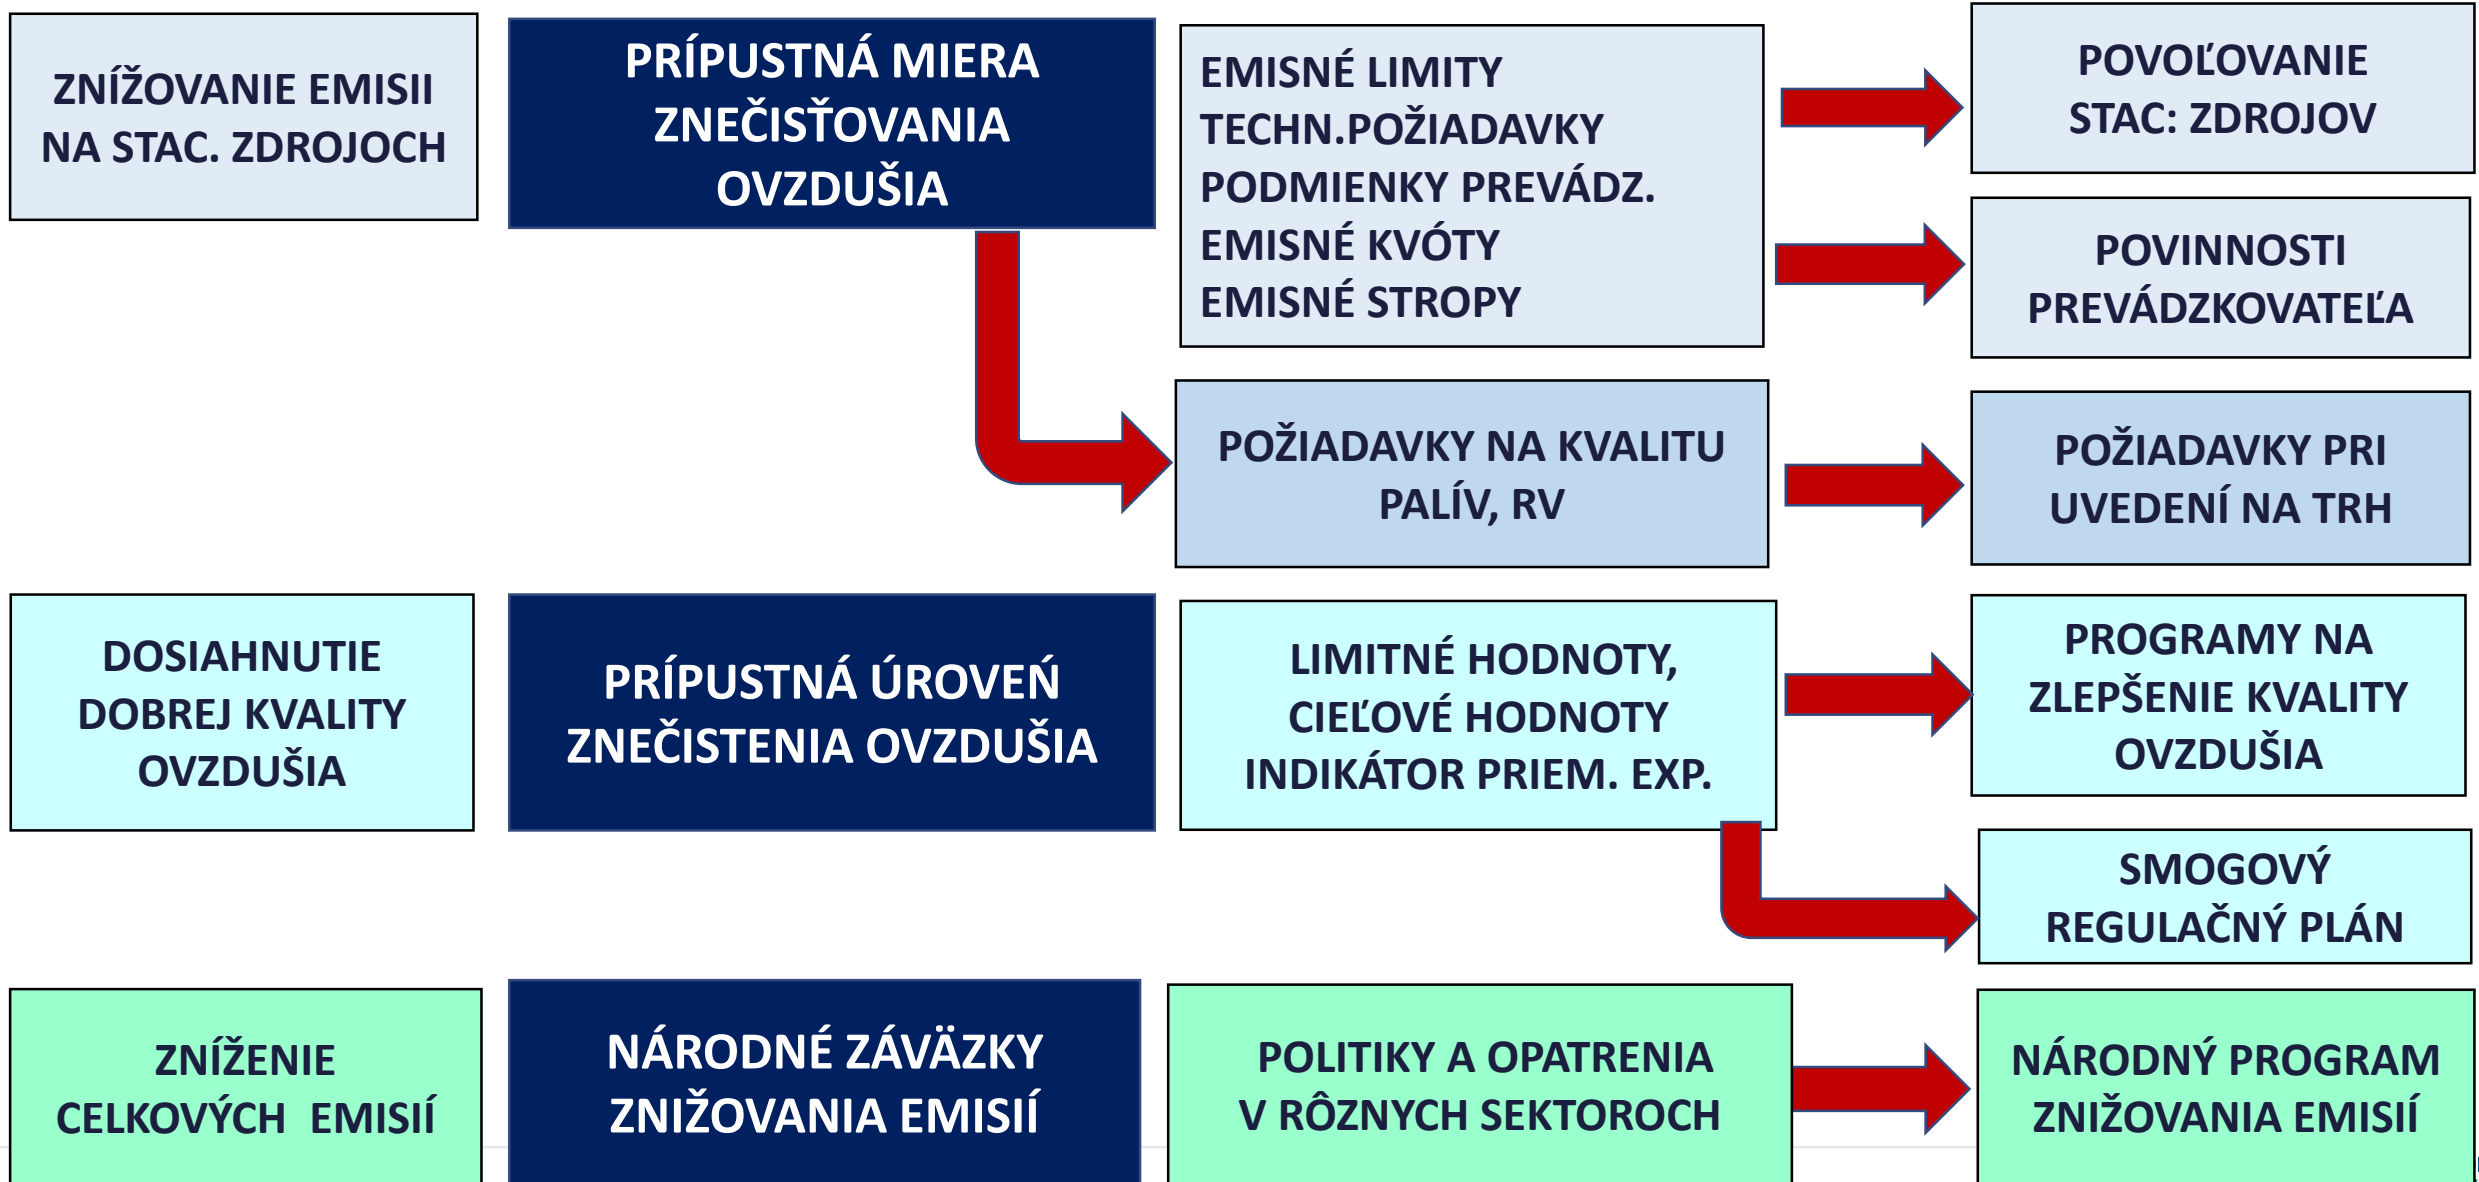 ZNÍŽOVANIE EMISII
NA STAC. ZDROJOCH
PRÍPUSTNÁ MIERA
ZNEČISŤOVANIA
OVZDUŠIA
EMISNÉ LIMITY
TECHN.POŽIADAVKY
PODMIENKY PREVÁDZ.
EMISNÉ KVÓTY
EMISNÉ STROPY
POVOĽOVANIE
STAC: ZDROJOV
POVINNOSTI
PREVÁDZKOVATEĽA
POŽIADAVKY NA KVALITU
PALÍV, RV
POŽIADAVKY PRI
UVEDENÍ NA TRH
DOSIAHNUTIE
DOBREJ KVALITY
OVZDUŠIA
PRÍPUSTNÁ ÚROVEŃ
ZNEČISTENIA OVZDUŠIA
LIMITNÉ HODNOTY,
CIEĽOVÉ HODNOTY
INDIKÁTOR PRIEM. EXP.
PROGRAMY NA
ZLEPŠENIE KVALITY
OVZDUŠIA
SMOGOVÝ
REGULAČNÝ PLÁN
ZNÍŽENIE
CELKOVÝCH  EMISIÍ
NÁRODNÉ ZÁVÄZKY
ZNIŽOVANIA EMISIÍ
POLITIKY A OPATRENIA
V RÔZNYCH SEKTOROCH
NÁRODNÝ PROGRAM
ZNIŽOVANIA EMISIÍ